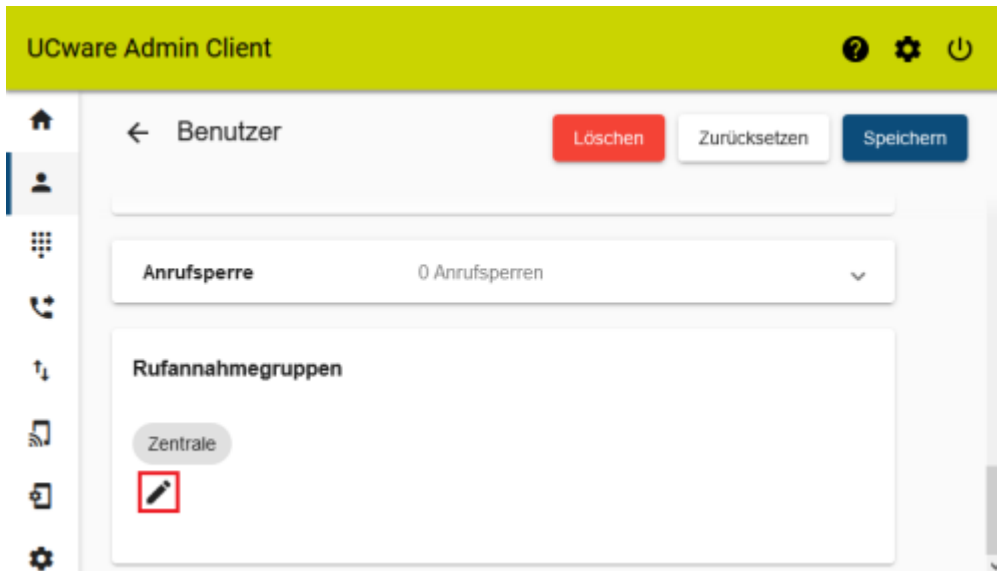 UCware Admin Client
Benutzer
Löschen
Zurücksetzen
Speichern
Anrufsperre
0 Anrufsperren
Rufannahmegruppen
Zentrale